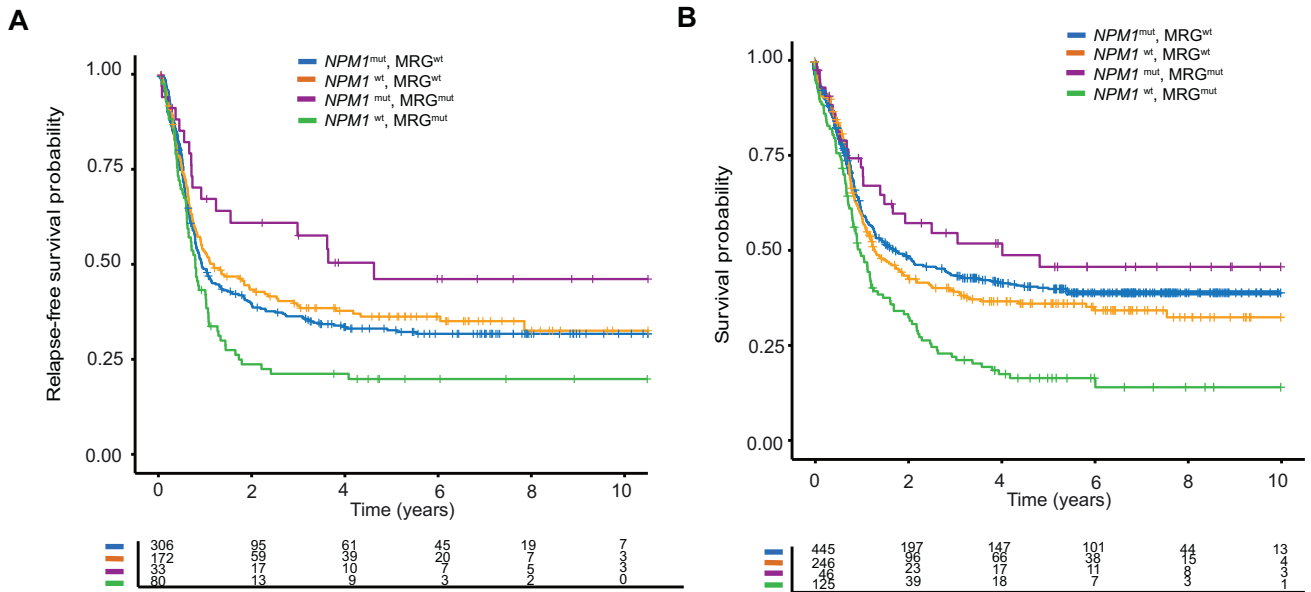 A
NPM1mut, MRGwt
NPM1 wt, MRGwt
NPM1 mut, MRGmut
NPM1 wt, MRGmut
Relapse-free survival probability
1.00
0.75
0.50
0.25
0.00
0 2 4 6 8 10
Time (years)
306 95 61 45 19 7
172 59 39 20 7 3
33 17 10 7 5 3
80 13 9 3 2 0
B
NPM1mut, MRGwt
NPM1 wt, MRGwt
NPM1 mut, MRGmut
NPM1 wt, MRGmut
Survival probability
1.00
0.75
0.50
0.25
0.00
0 2 4 6 8 10
Time (years)
445 197 147 101 44 13
246 96 66 38 15 4
46 23 17 11 8 3
125 39 18 7 3 1